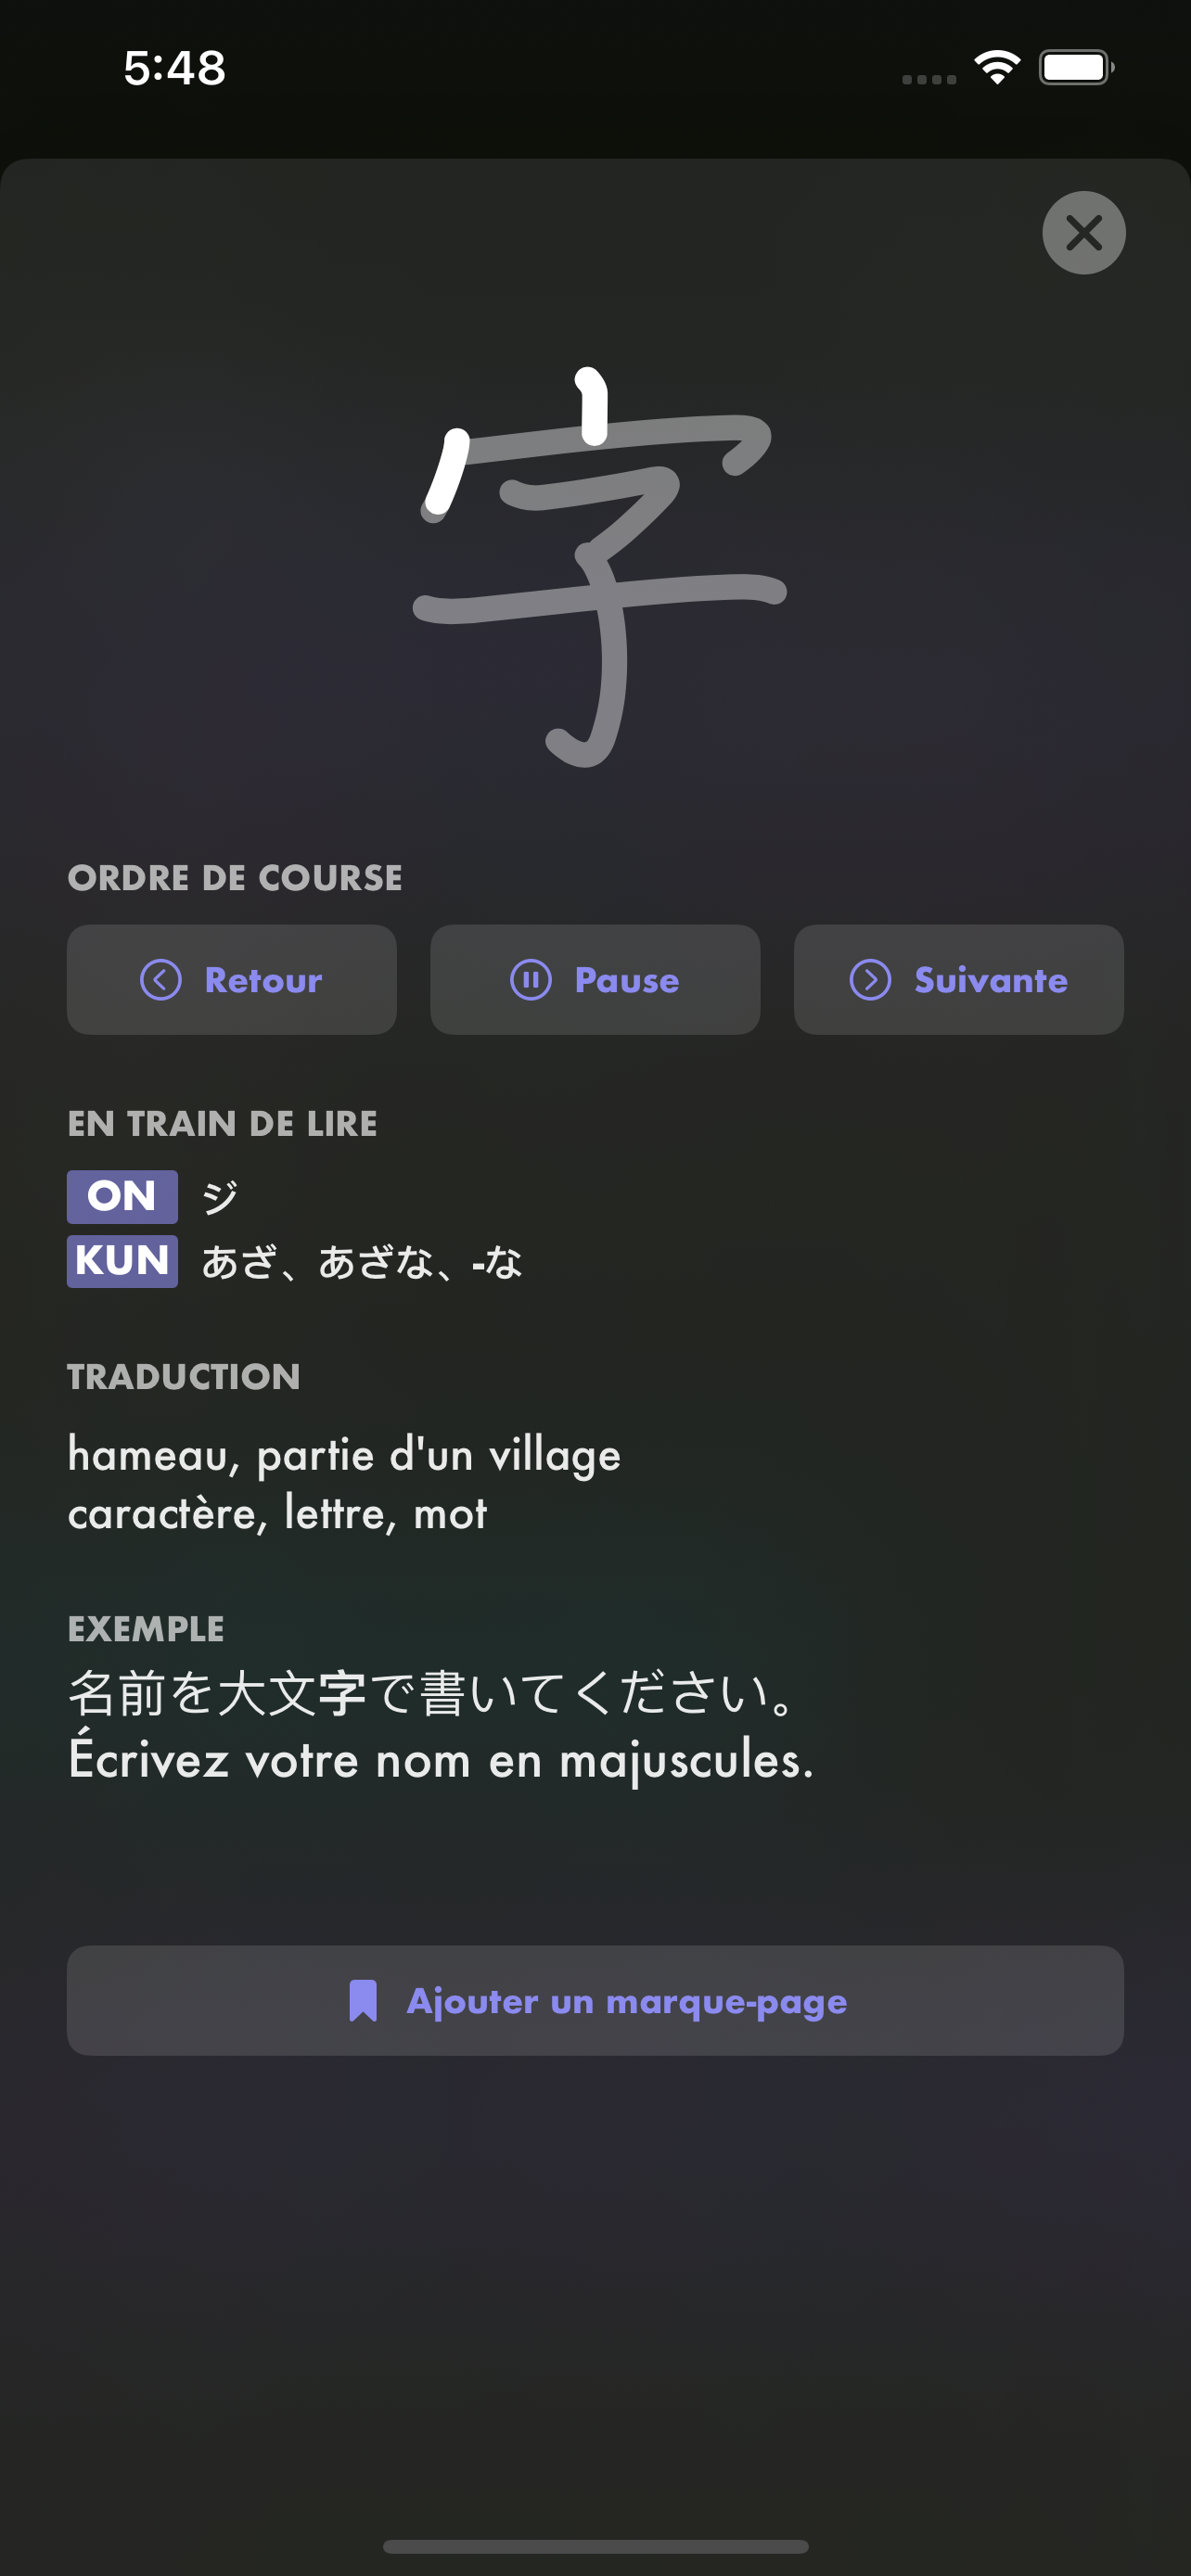 5:48
字
ORDRE DE COURSE
Retour
Pause
Suivante
EN TRAIN DE LIRE
ON ジ
KUN あざ、あざな、-な
TRADUCTION
hameau, partie d'un village
caractère, lettre, mot
EXEMPLE
名前を大文字で書いてください。
Écrivez votre nom en majuscules.
Ajouter un marque-page